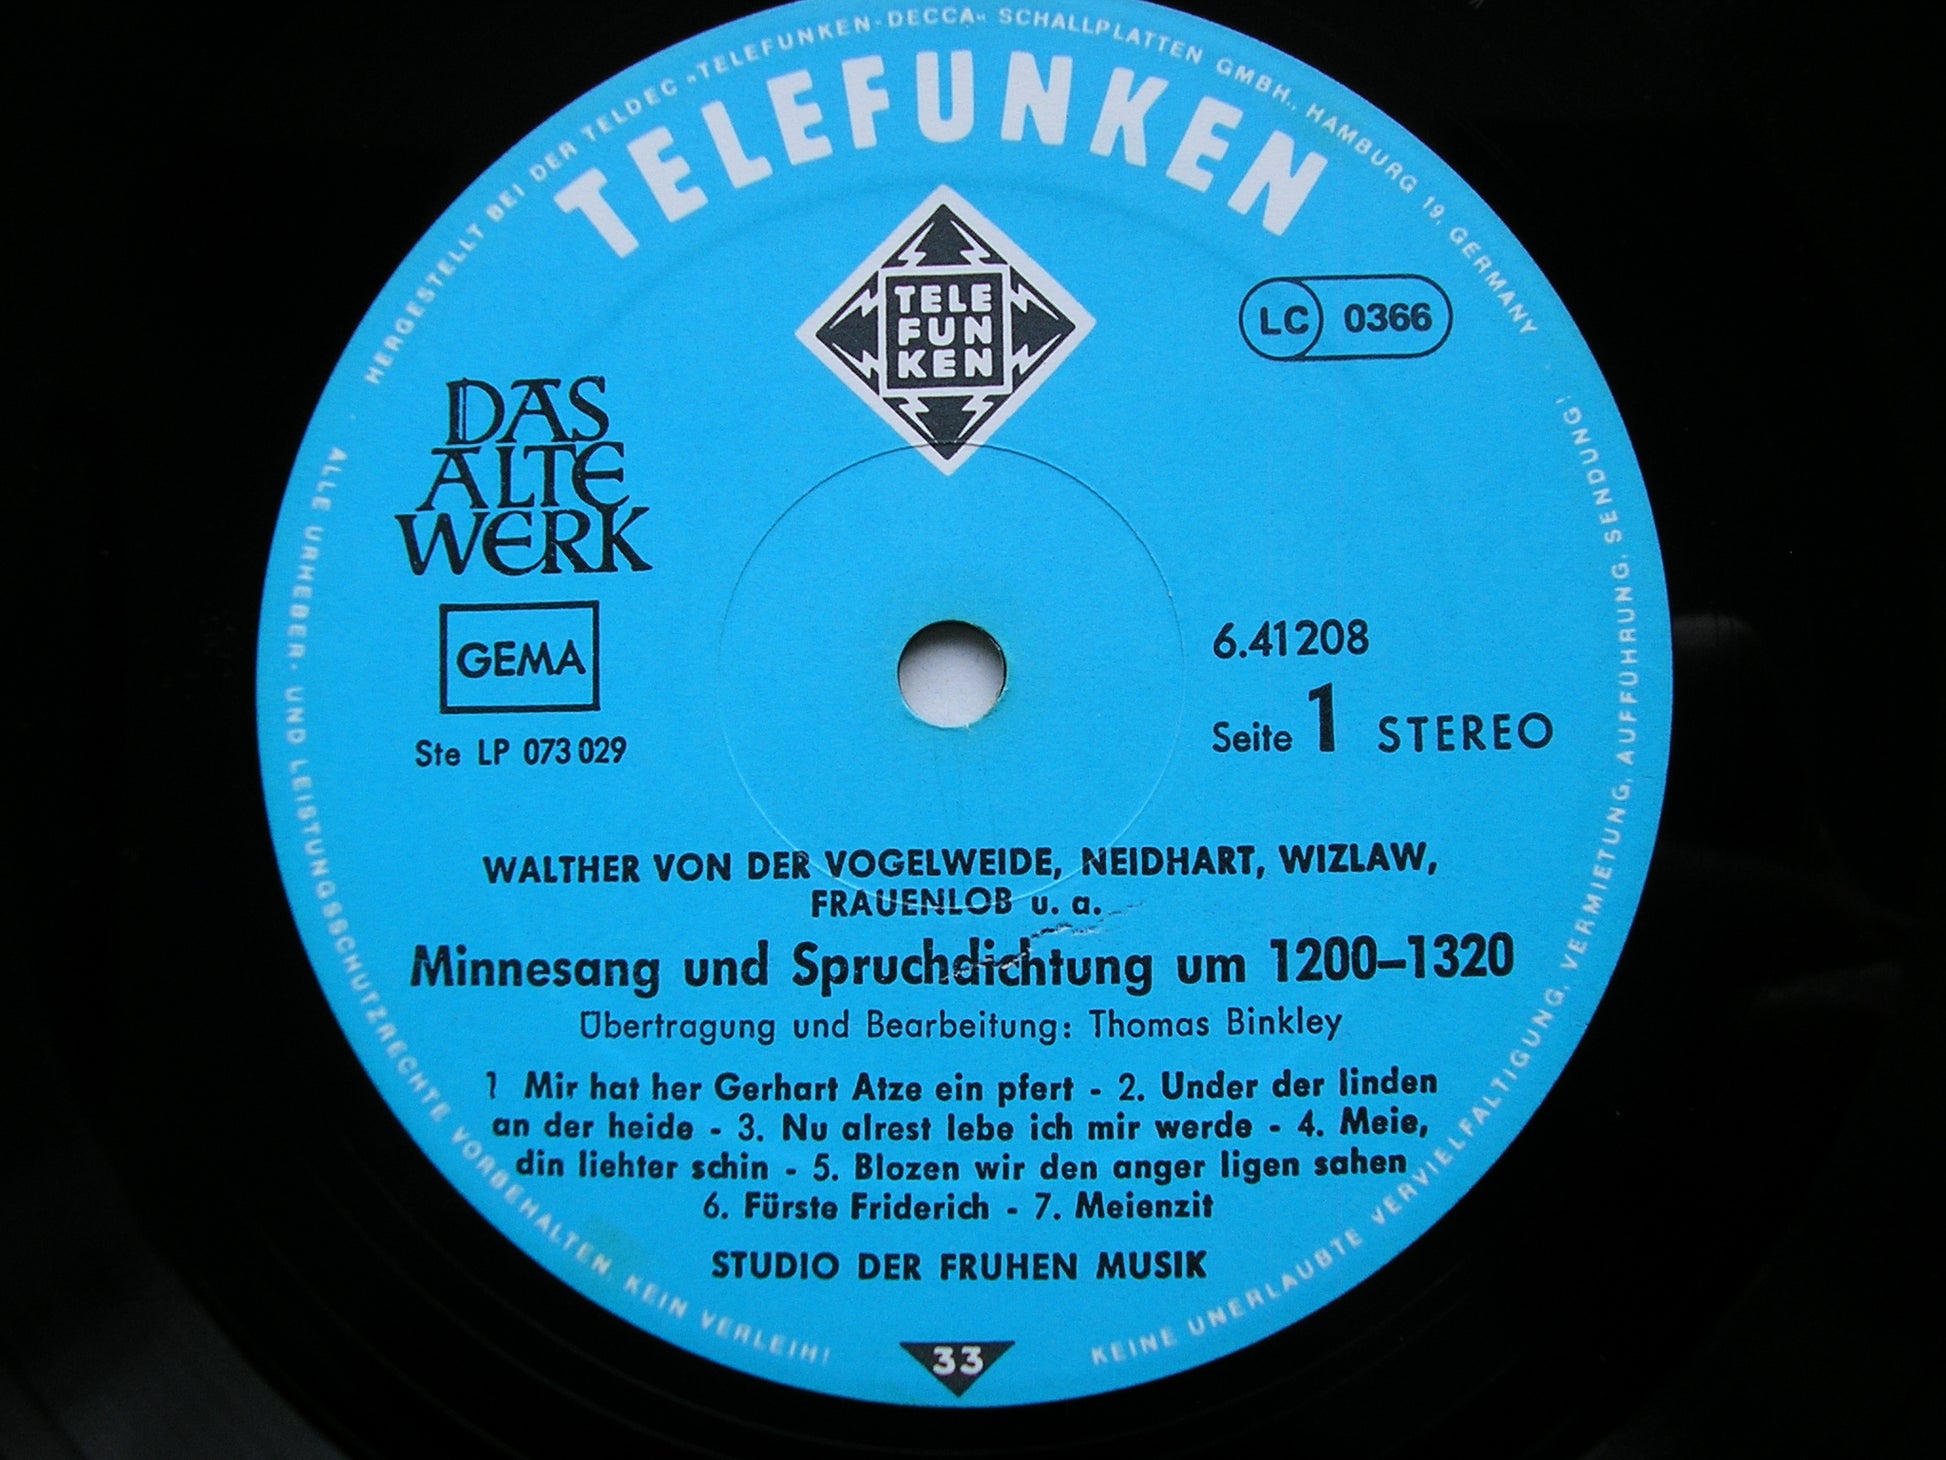 HERGESTELLT BEI DER TELDEC »TELEFUNKEN-DECCA« SCHALLPLATTEN GMBH., HAMBURG 19, GERMANY
TELEFUNKEN
TELE
FUN
KEN
LC 0366
DAS
ALTE
WERK
GEMA
Ste LP 073 029
6.41208
Seite 1 STEREO
WALTHER VON DER VOGELWEIDE, NEIDHART, WIZLAW,
FRAUENLOB u. a.
Minnesang und Spruchdichtung um 1200–1320
Übertragung und Bearbeitung: Thomas Binkley
1 Mir hat her Gerhart Atze ein pfert - 2. Under der linden
an der heide - 3. Nu alrest lebe ich mir werde - 4. Meie,
din liehter schin - 5. Blozen wir den anger ligen sahen
6. Fürste Friderich - 7. Meienzit
STUDIO DER FRUHEN MUSIK
33
ALLE URHEBER- UND LEISTUNGSSCHUTZRECHTE VORBEHALTEN. KEIN VERLEIH!
KEINE UNERLAUBTE VERVIELFÄLTIGUNG, VERMIETUNG, AUFFÜHRUNG, SENDUNG!